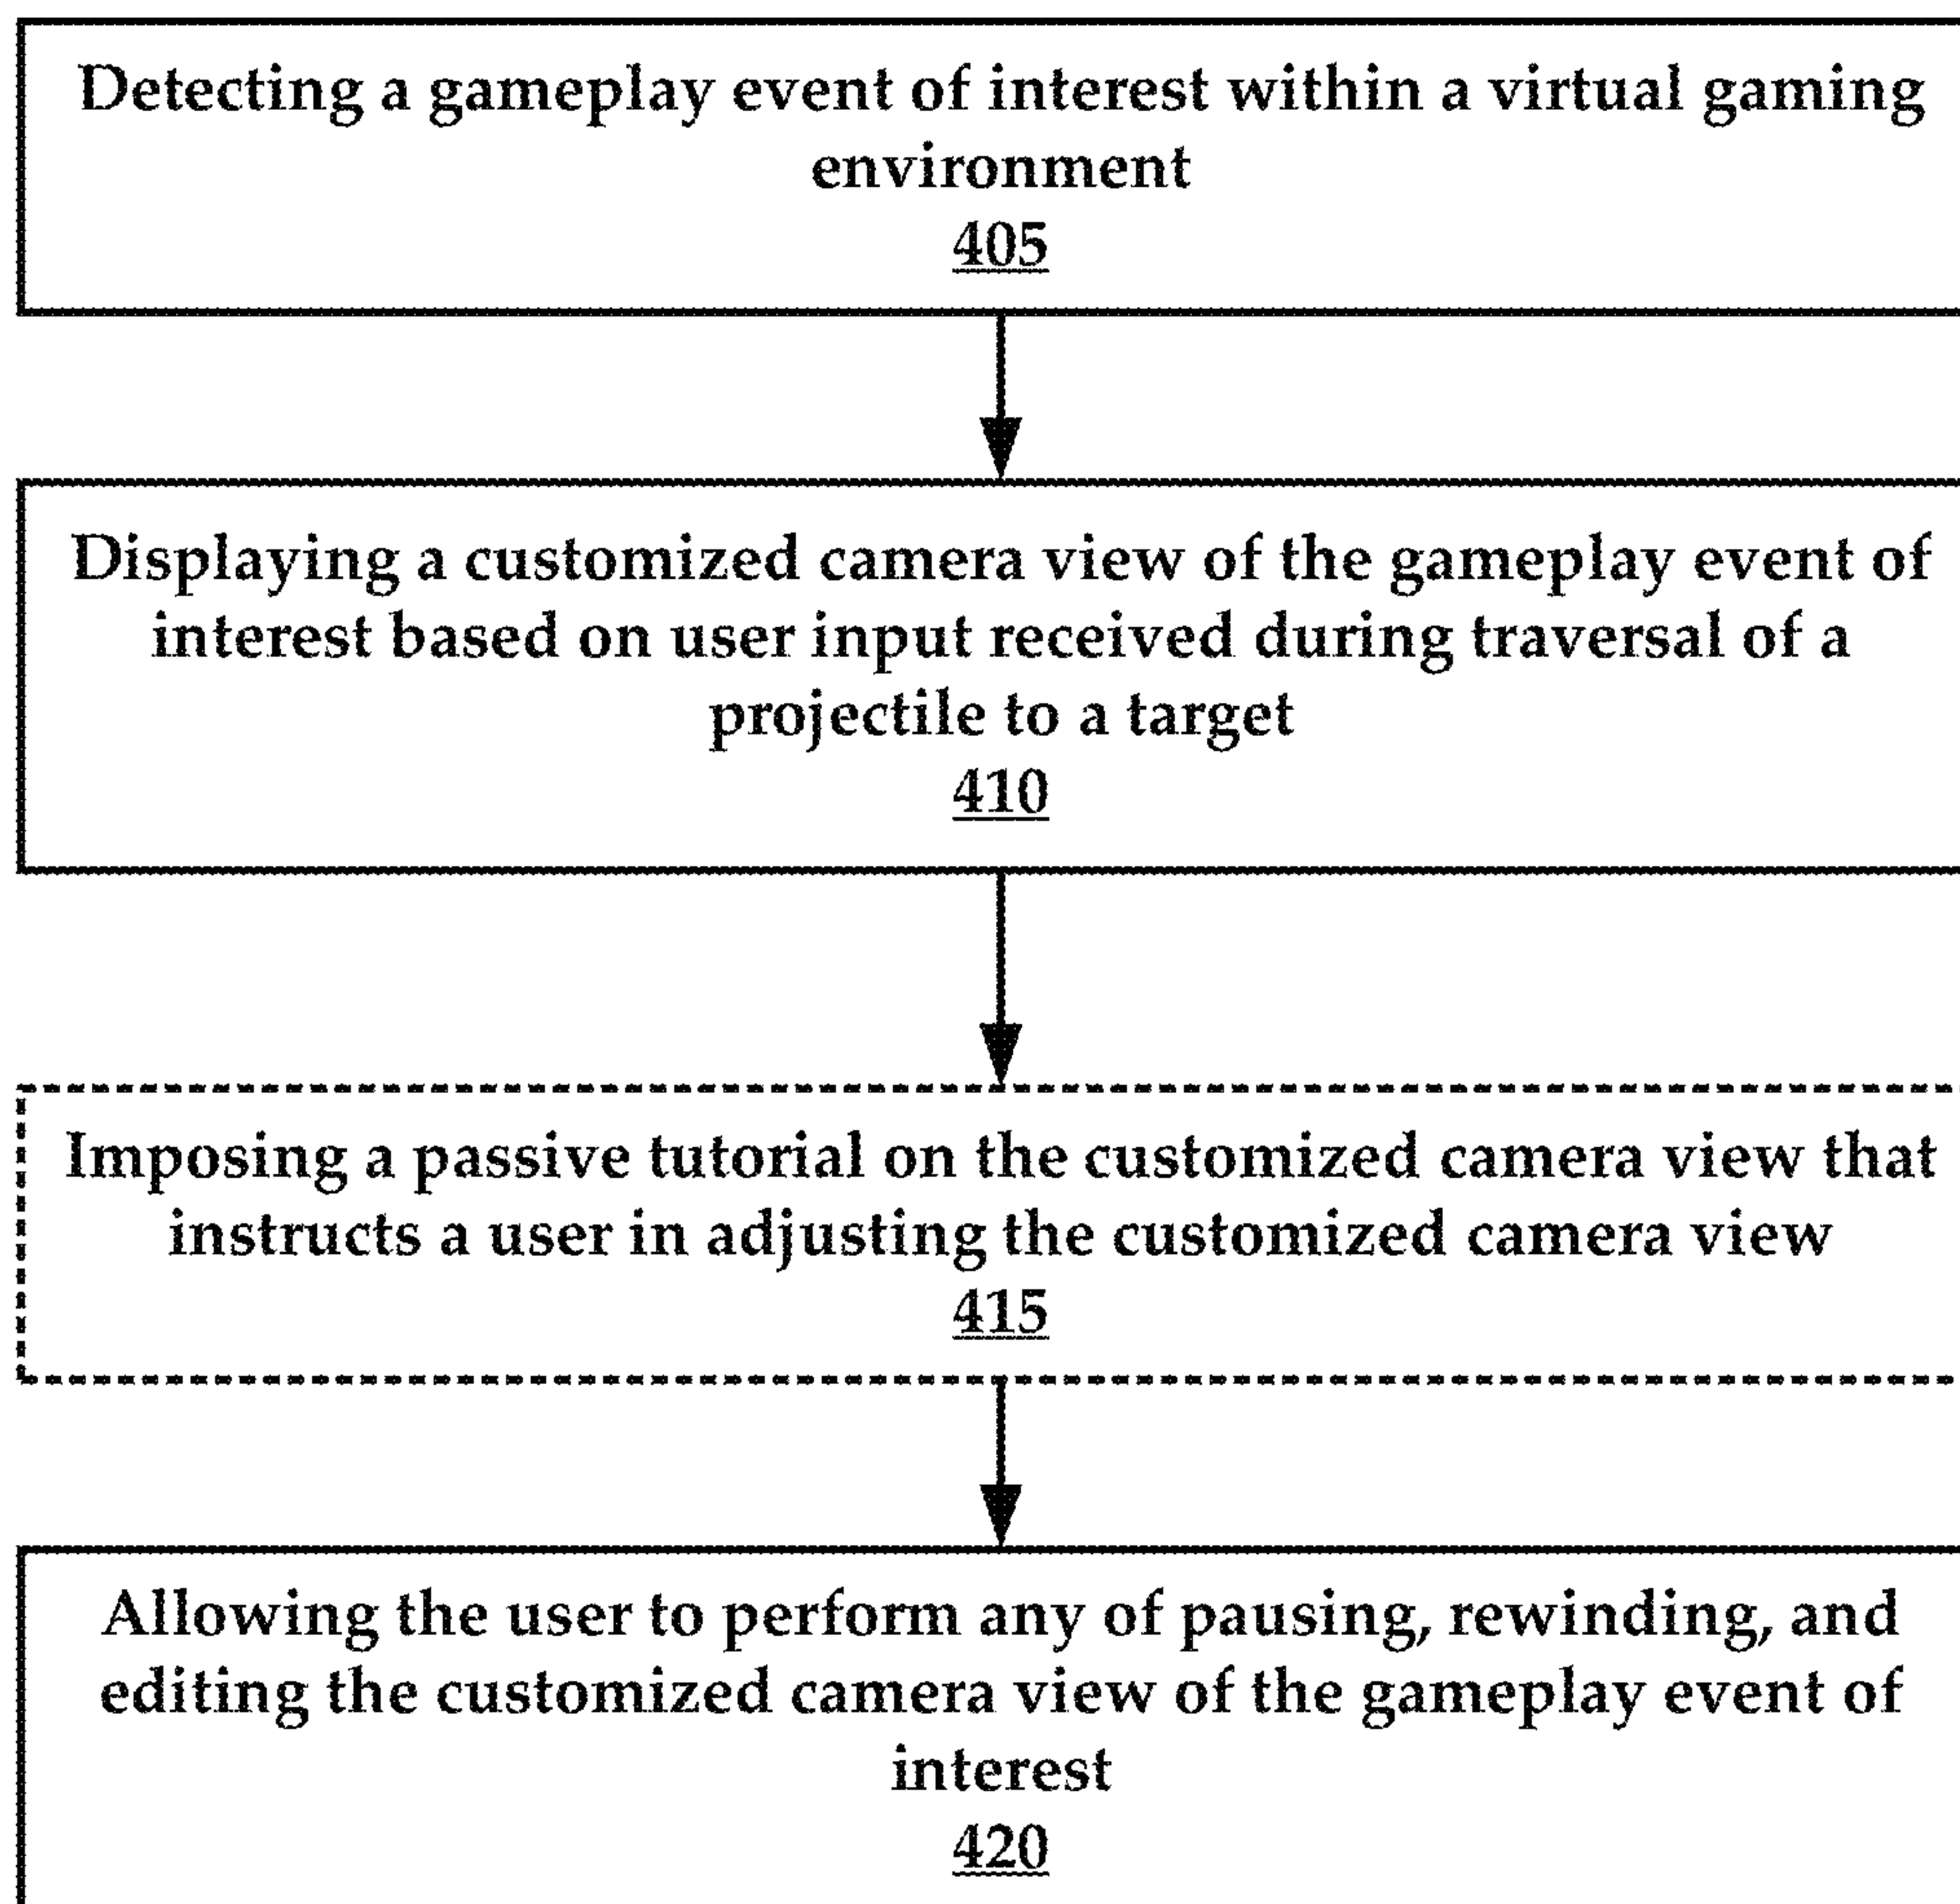 Detecting a gameplay event of interest within a virtual gaming
environment
405
Displaying a customized camera view of the gameplay event of
interest based on user input received during traversal of a
projectile to a target
410
Imposing a passive tutorial on the customized camera view that
instructs a user in adjusting the customized camera view
415
Allowing the user to perform any of pausing, rewinding, and
editing the customized camera view of the gameplay event of
interest
420